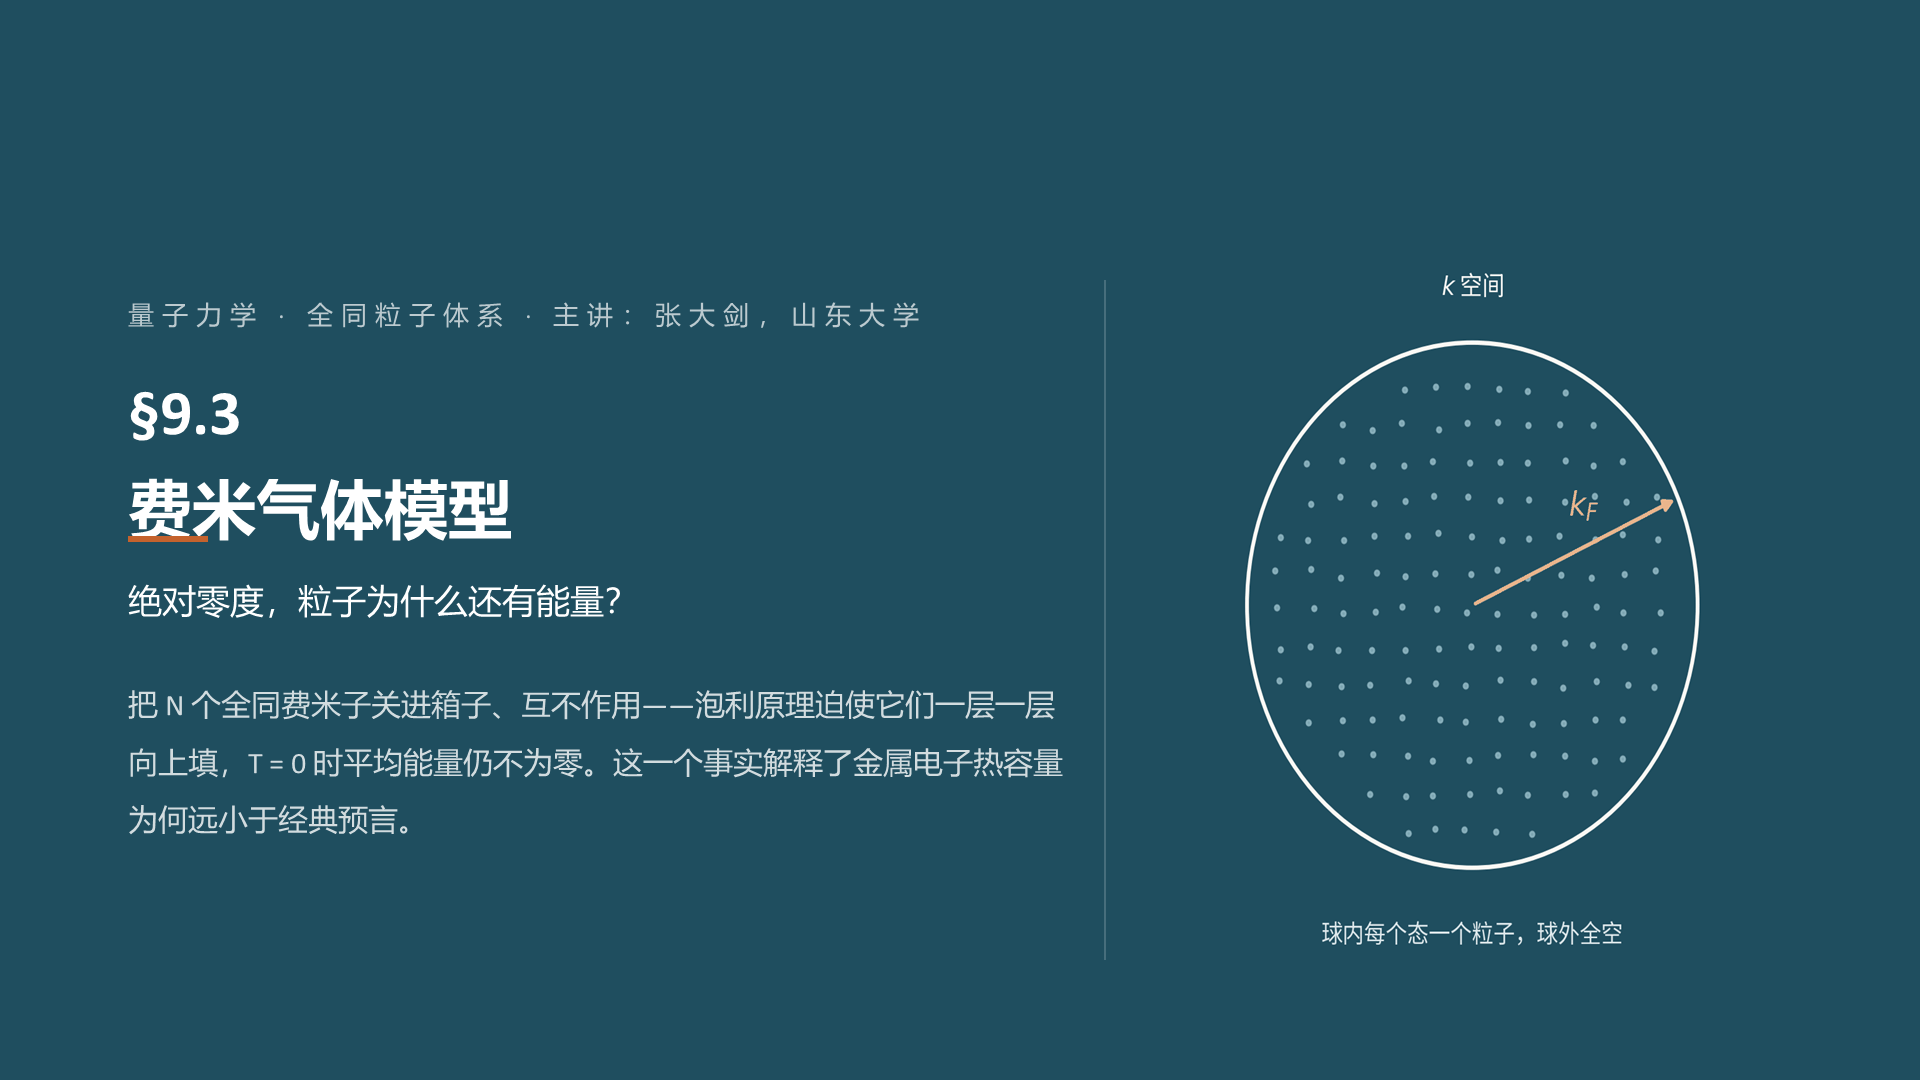 量子力学 · 全同粒子体系 · 主讲：张大剑，山东大学
§9.3
费米气体模型
绝对零度，粒子为什么还有能量？
把 N 个全同费米子关进箱子、互不作用——泡利原理迫使它们一层一层
向上填，T = 0 时平均能量仍不为零。这一个事实解释了金属电子热容量
为何远小于经典预言。
k 空间
k_F
球内每个态一个粒子，球外全空